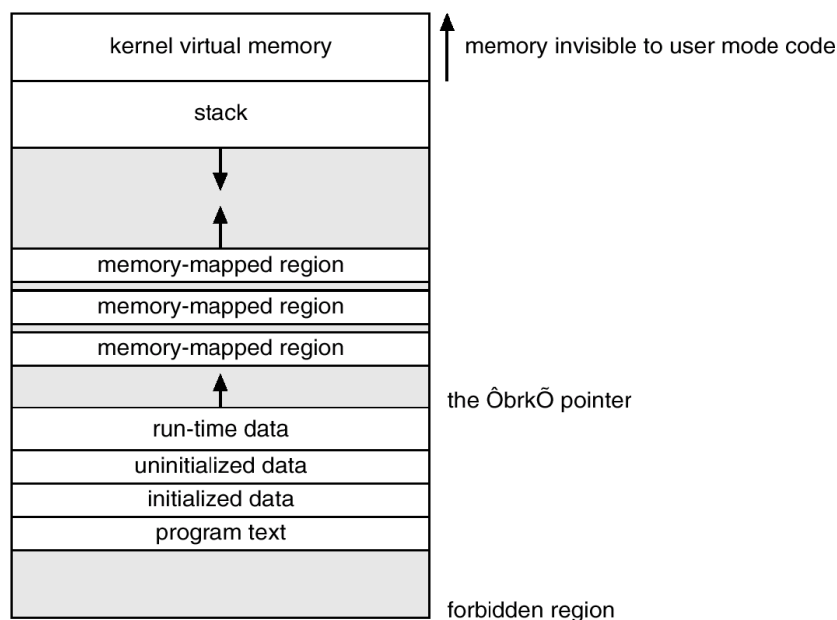 kernel virtual memory
memory invisible to user mode code
stack
memory-mapped region
memory-mapped region
memory-mapped region
the ÔbrkÕ pointer
run-time data
uninitialized data
initialized data
program text
forbidden region